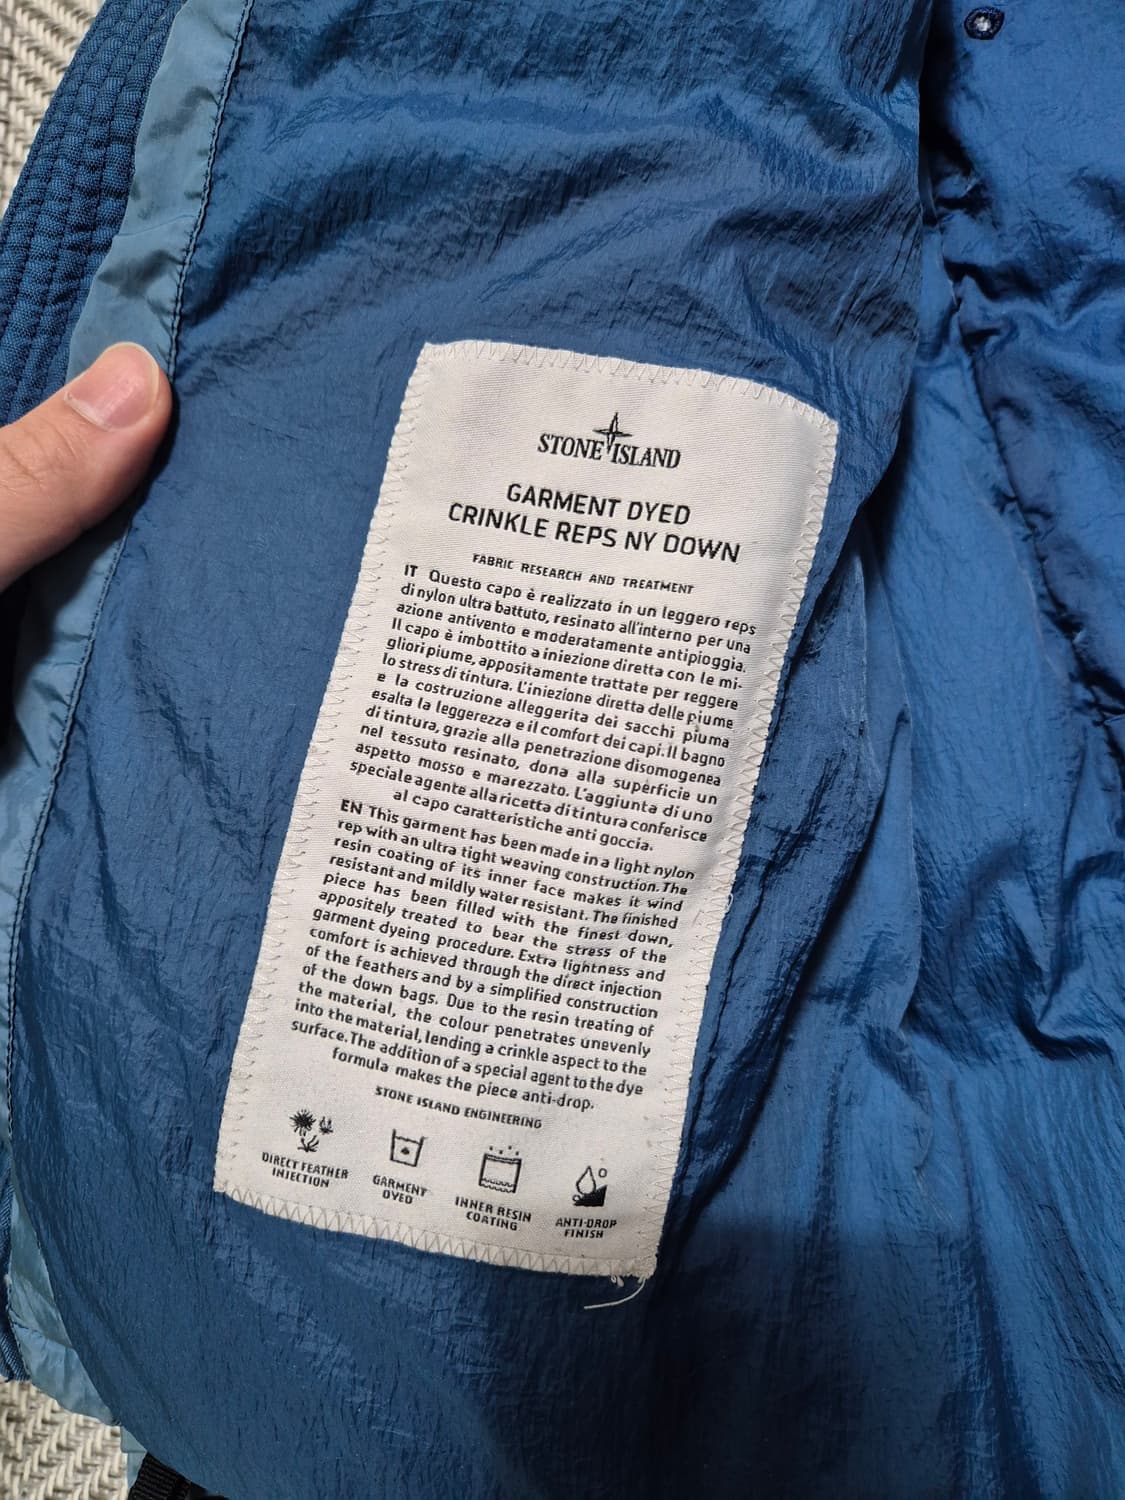 STONE ISLAND
GARMENT DYED
CRINKLE REPS NY DOWN
FABRIC RESEARCH AND TREATMENT
IT Questo capo è realizzato in un leggero reps
di nylon ultra battuto, resinato all'interno per una
azione antivento e moderatamente antipioggia.
Il capo è imbottito a iniezione diretta con le mi-
gliori piume, appositamente trattate per reggere
lo stress di tintura. L'iniezione diretta delle piume
e la costruzione alleggerita dei sacchi piuma
esalta la leggerezza e il comfort dei capi. Il bagno
di tintura, grazie alla penetrazione disomogenea
nel tessuto resinato, dona alla superficie un
aspetto mosso e marezzato. L'aggiunta di uno
speciale agente alla ricetta di tintura conferisce
al capo caratteristiche anti goccia.
EN This garment has been made in a light nylon
rep with an ultra tight weaving construction. The
resin coating of its inner face makes it wind
resistant and mildly water resistant. The finished
piece has been filled with the finest down,
appositely treated to bear the stress of the
garment dyeing procedure. Extra lightness and
comfort is achieved through the direct injection
of the feathers and by a simplified construction
of the down bags. Due to the resin treating of
the material, the colour penetrates unevenly
into the material, lending a crinkle aspect to the
surface. The addition of a special agent to the dye
formula makes the piece anti-drop.
STONE ISLAND ENGINEERING
DIRECT FEATHER
INJECTION
GARMENT
DYED
INNER RESIN
COATING
ANTI-DROP
FINISH